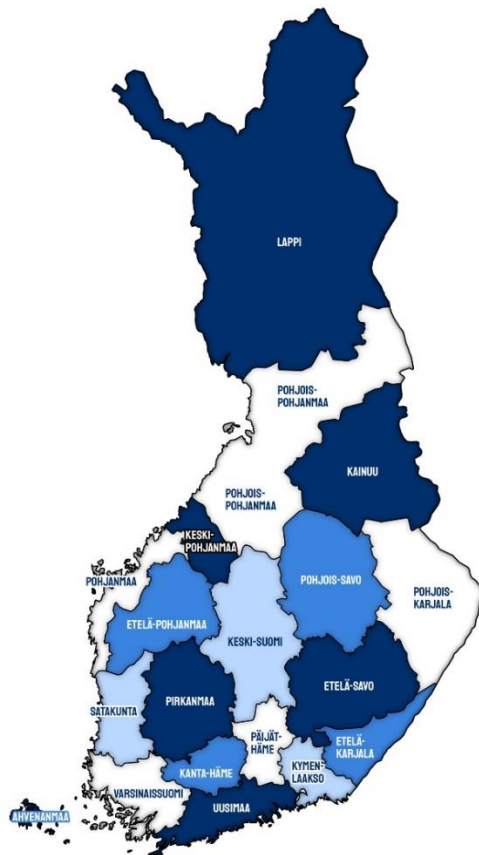 LAPPI
POHJOIS-
POHJANMAA
KAINUU
POHJOIS-
POHJANMAA
KESKI-
POHJANMAA
POHJANMAA
POHJOIS-SAVO
POHJOIS-
KARJALA
ETELÄ-POHJANMAA
KESKI-SUOMI
ETELÄ-SAVO
PIRKANMAA
SATAKUNTA
PÄIJÄT-
HÄME
ETELÄ-
KARJALA
KYMEN-
LAAKSO
KANTA-HÄME
VARSINAISSUOMI
UUSIMAA
AHVENANMAA